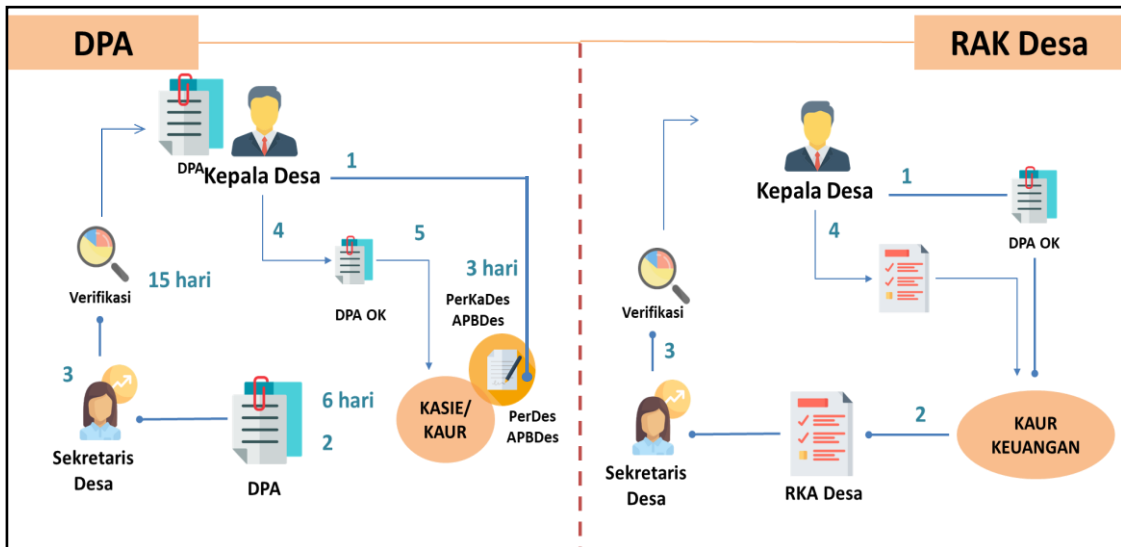 DPA
DPA
Kepala Desa
1
4
5
3 hari
DPA OK
PerKaDes
APBDes
Verifikasi
15 hari
3
6 hari
2
KASIE/
KAUR
PerDes
APBDes
Sekretaris
Desa
DPA
RAK Desa
Kepala Desa
1
4
DPA OK
Verifikasi
3
2
KAUR
KEUANGAN
Sekretaris
Desa
RKA Desa